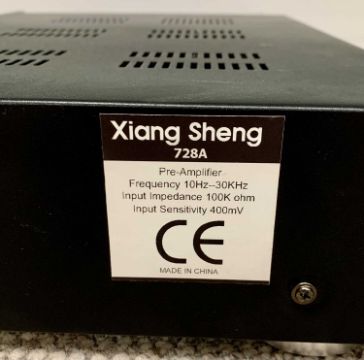 Xiang Sheng
728A
Pre-Amplifier
Frequency 10Hz--30KHz
Input Impedance 100K ohm
Input Sensitivity 400mV
CE
MADE IN CHINA